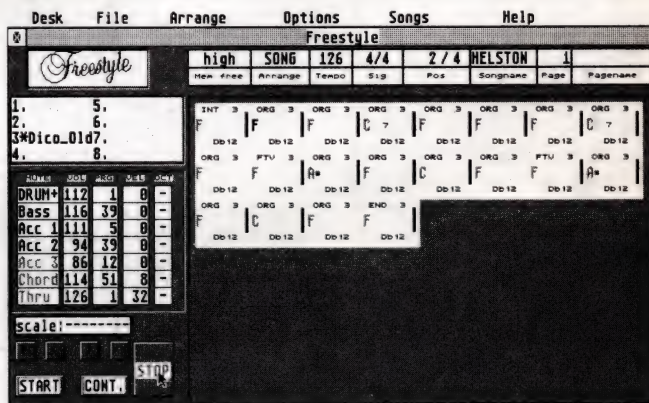 Desk File Arrange Options Songs Help
Freestyle
Freestyle
high SONG 126 4/4 2/4 HELSTON 1
Mem free Arrange Tempo Sig Pos Songname Page Pagename
1. 5.
2. 6.
3*Dico_Old7.
4. 8.
MUTE VOL PRG VEL OCT
DRUM+ 112 1 0 -
Bass 116 39 0 -
Acc 1 111 5 0 -
Acc 2 94 39 0 -
Acc 3 86 12 0 -
Chord 114 51 8 -
Thru 126 1 32 -
scale:--------
START CONT. STOP
INT 3 ORG 3 ORG 3 ORG 3 ORG 3 ORG 3 ORG 3 ORG 3
F F F C 7 F F F C 7
Db12 Db12 Db12 Db12 Db12 Db12 Db12 Db12
ORG 3 FTU 3 ORG 3 ORG 3 ORG 3 ORG 3 FTU 3 ORG 3
F F A# F C F F A#
Db12 Db12 Db12 Db12 Db12 Db12 Db12 Db12
ORG 3 ORG 3 ORG 3 END 3
F C F F
Db12 Db12 Db12 Db12